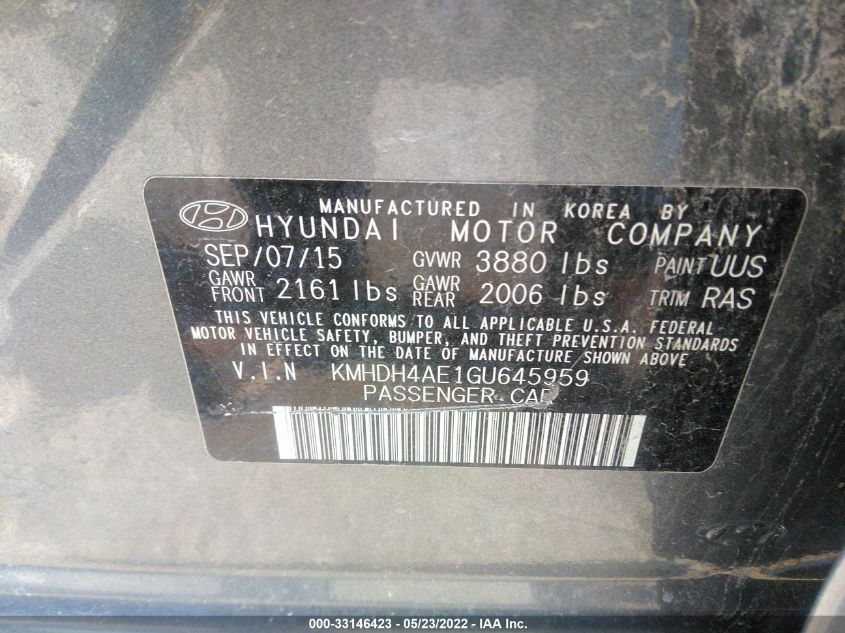 MANUFACTURED IN KOREA BY
HYUNDAI MOTOR COMPANY
SEP/07/15 GVWR 3880 lbs PAINT UUS
GAWR FRONT 2161 lbs GAWR REAR 2006 lbs TRIM RAS
THIS VEHICLE CONFORMS TO ALL APPLICABLE U.S.A. FEDERAL
MOTOR VEHICLE SAFETY, BUMPER, AND THEFT PREVENTION STANDARDS
IN EFFECT ON THE DATE OF MANUFACTURE SHOWN ABOVE
V.I.N KMHDH4AE1GU645959
PASSENGER CAR
000-33146423 - 05/23/2022 - IAA Inc.